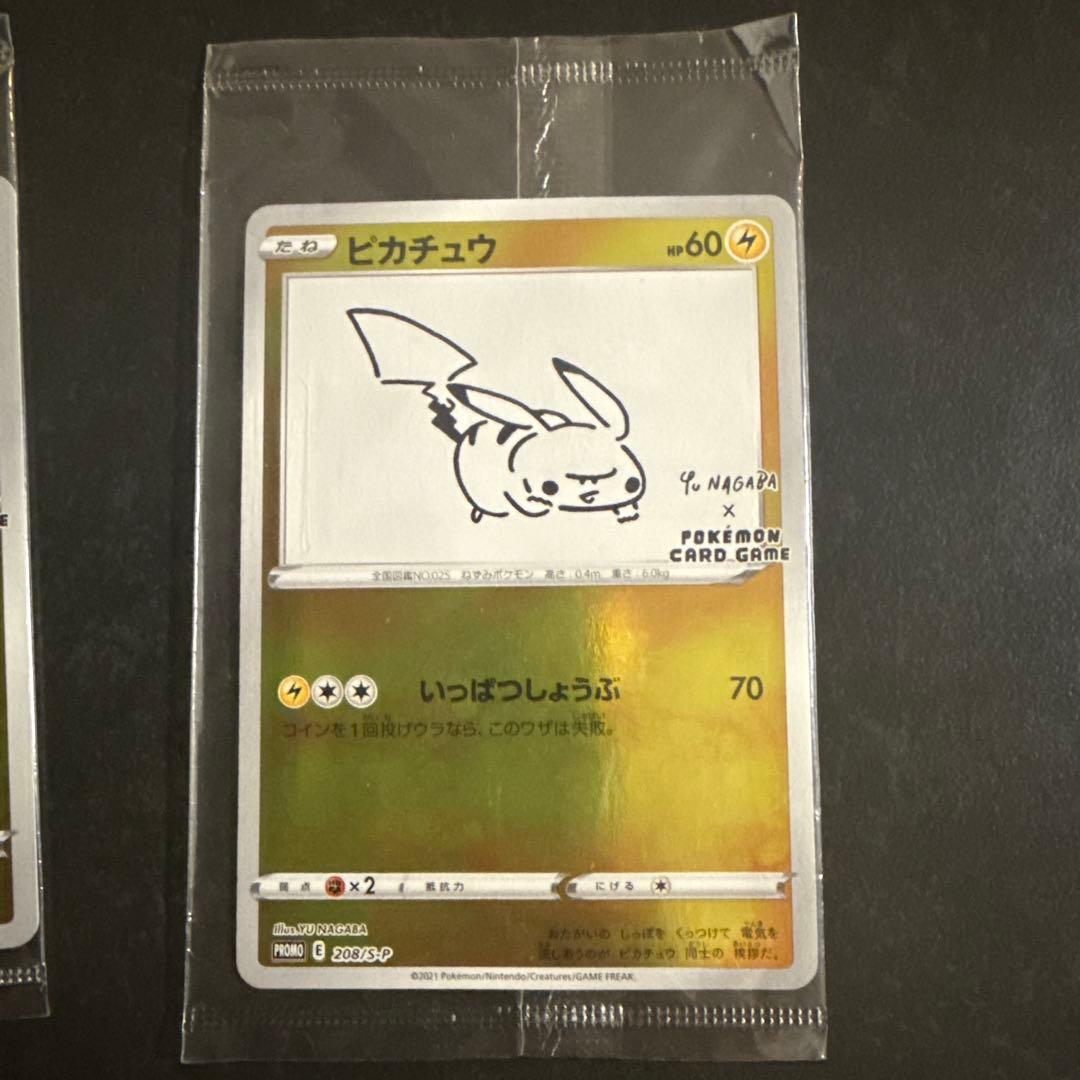 たね ピカチュウ HP60
Yu NAGABA
×
POKÉMON
CARD GAME
全国図鑑NO.025 ねずみポケモン 高さ:0.4m 重さ:6.0kg
いっぱつしょうぶ 70
コインを1回投げウラなら、このワザは失敗。
弱点 ×2 抵抗力 にげる
illus.YU NAGABA
PROMO E 208/S-P
おたがいの しっぽを くっつけて 電気を
流しあうのが ピカチュウ 同士の 挨拶だ。
©2021 Pokémon/Nintendo/Creatures/GAME FREAK.